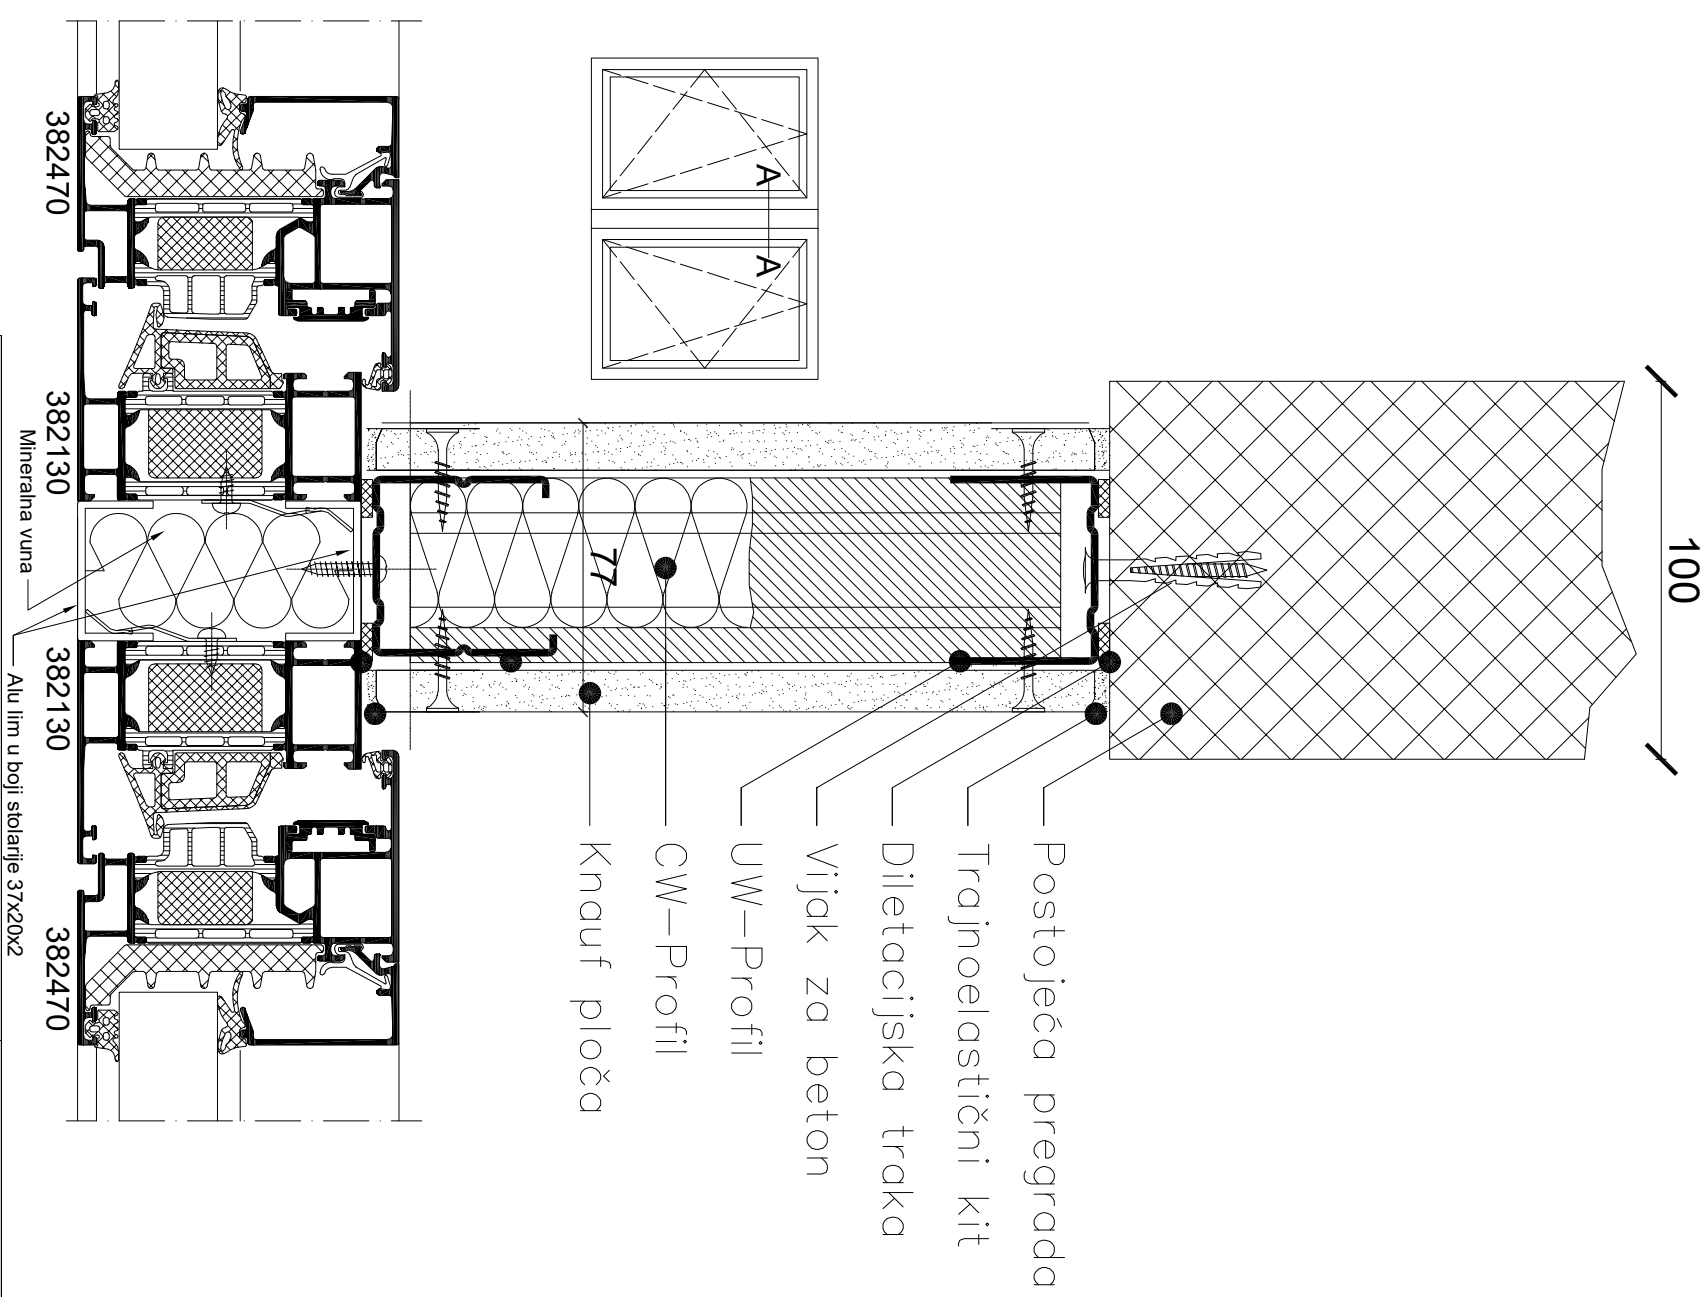 100
Postojeća pregrada
Trajnoelastični kit
Diletacijska traka
Vijak za beton
UW-Profil
CW-Profil
Knauf ploča
77
A
A
382470
382130
382130
382470
Mineralna vuna
Alu lim u boji stolarije 37x20x2